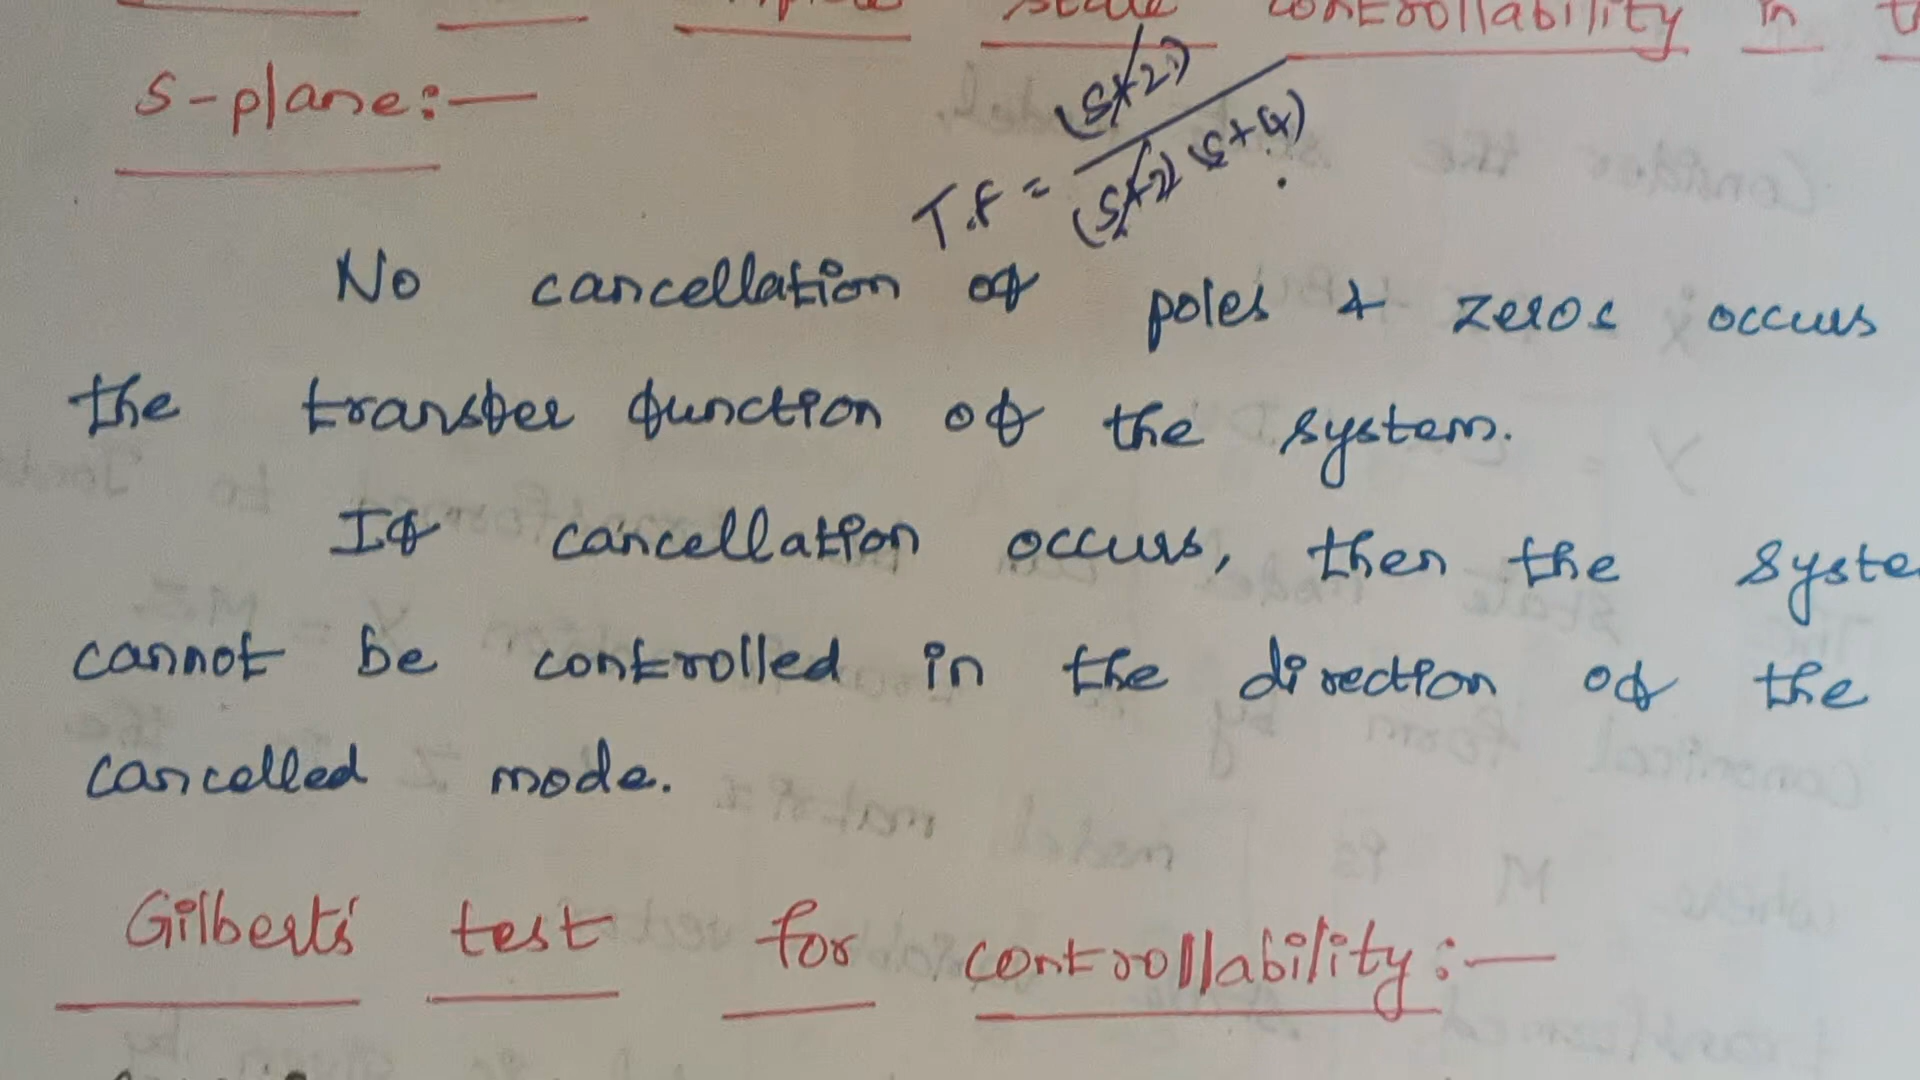 state controllability in
s-plane:—
T.F = (s+2) / (s+2)(s+4)
No cancellation of poles & zeros occurs
the transfer function of the system.
If cancellation occurs, then the syste
cannot be controlled in the direction of the
cancelled mode.
Gilbert's test for controllability:—